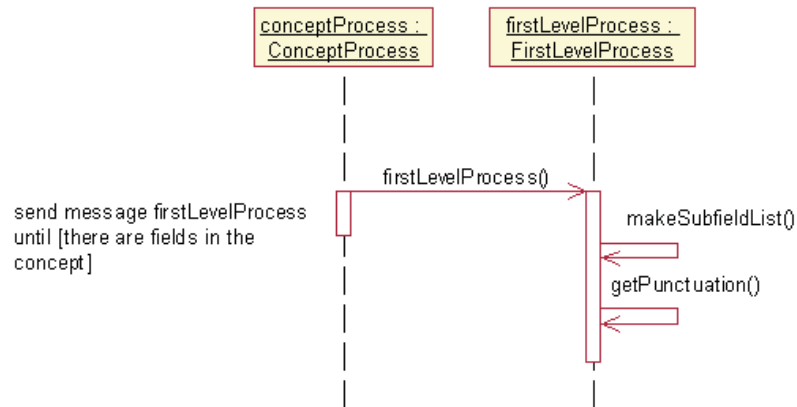 conceptProcess :
ConceptProcess
firstLevelProcess :
FirstLevelProcess
firstLevelProcess()
send message firstLevelProcess
until [there are fields in the
concept]
makeSubfieldList()
getPunctuation()